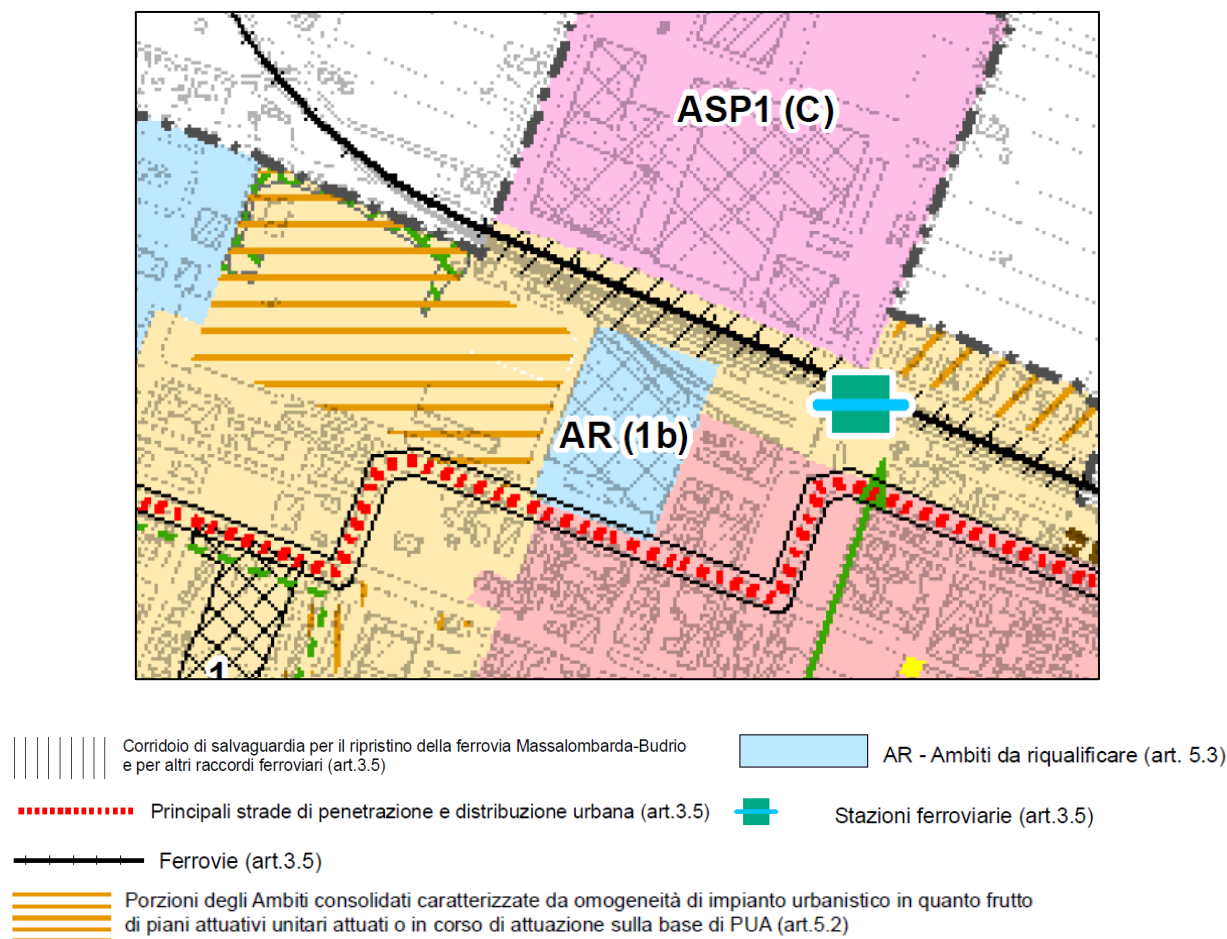 ASP1 (C)
AR (1b)
1
Corridoio di salvaguardia per il ripristino della ferrovia Massalombarda-Budrio
e per altri raccordi ferroviari (art.3.5)
AR - Ambiti da riqualificare (art. 5.3)
Principali strade di penetrazione e distribuzione urbana (art.3.5)
Stazioni ferroviarie (art.3.5)
Ferrovie (art.3.5)
Porzioni degli Ambiti consolidati caratterizzate da omogeneità di impianto urbanistico in quanto frutto
di piani attuativi unitari attuati o in corso di attuazione sulla base di PUA (art.5.2)